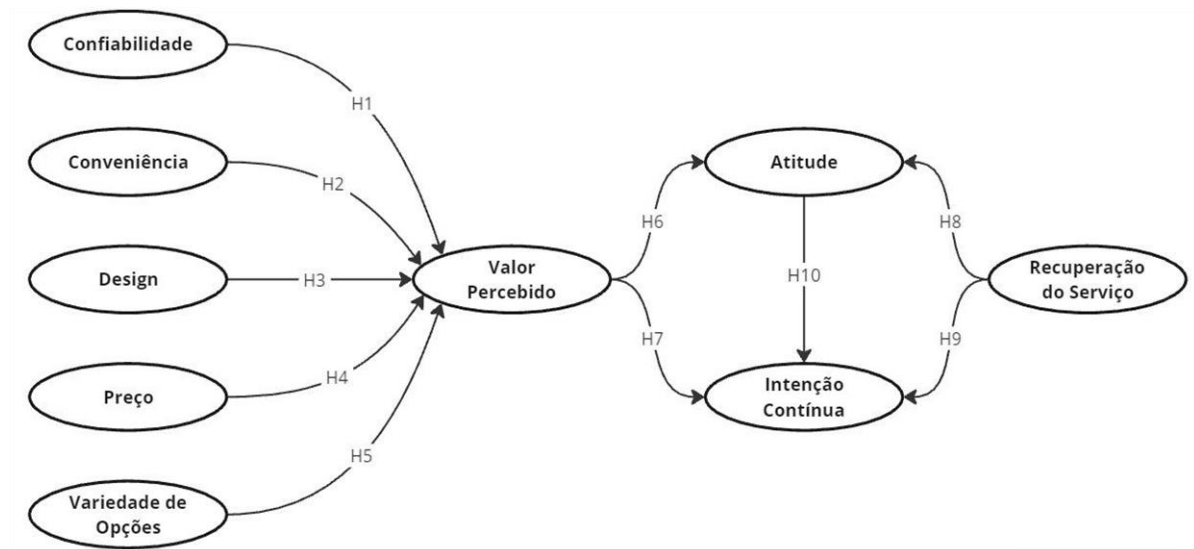 Confiabilidade
H1
Conveniência
H2
Design
H3
Preço
H4
Variedade de
Opções
H5
Valor
Percebido
H6
H7
Atitude
H10
Intenção
Contínua
H8
H9
Recuperação
do Serviço